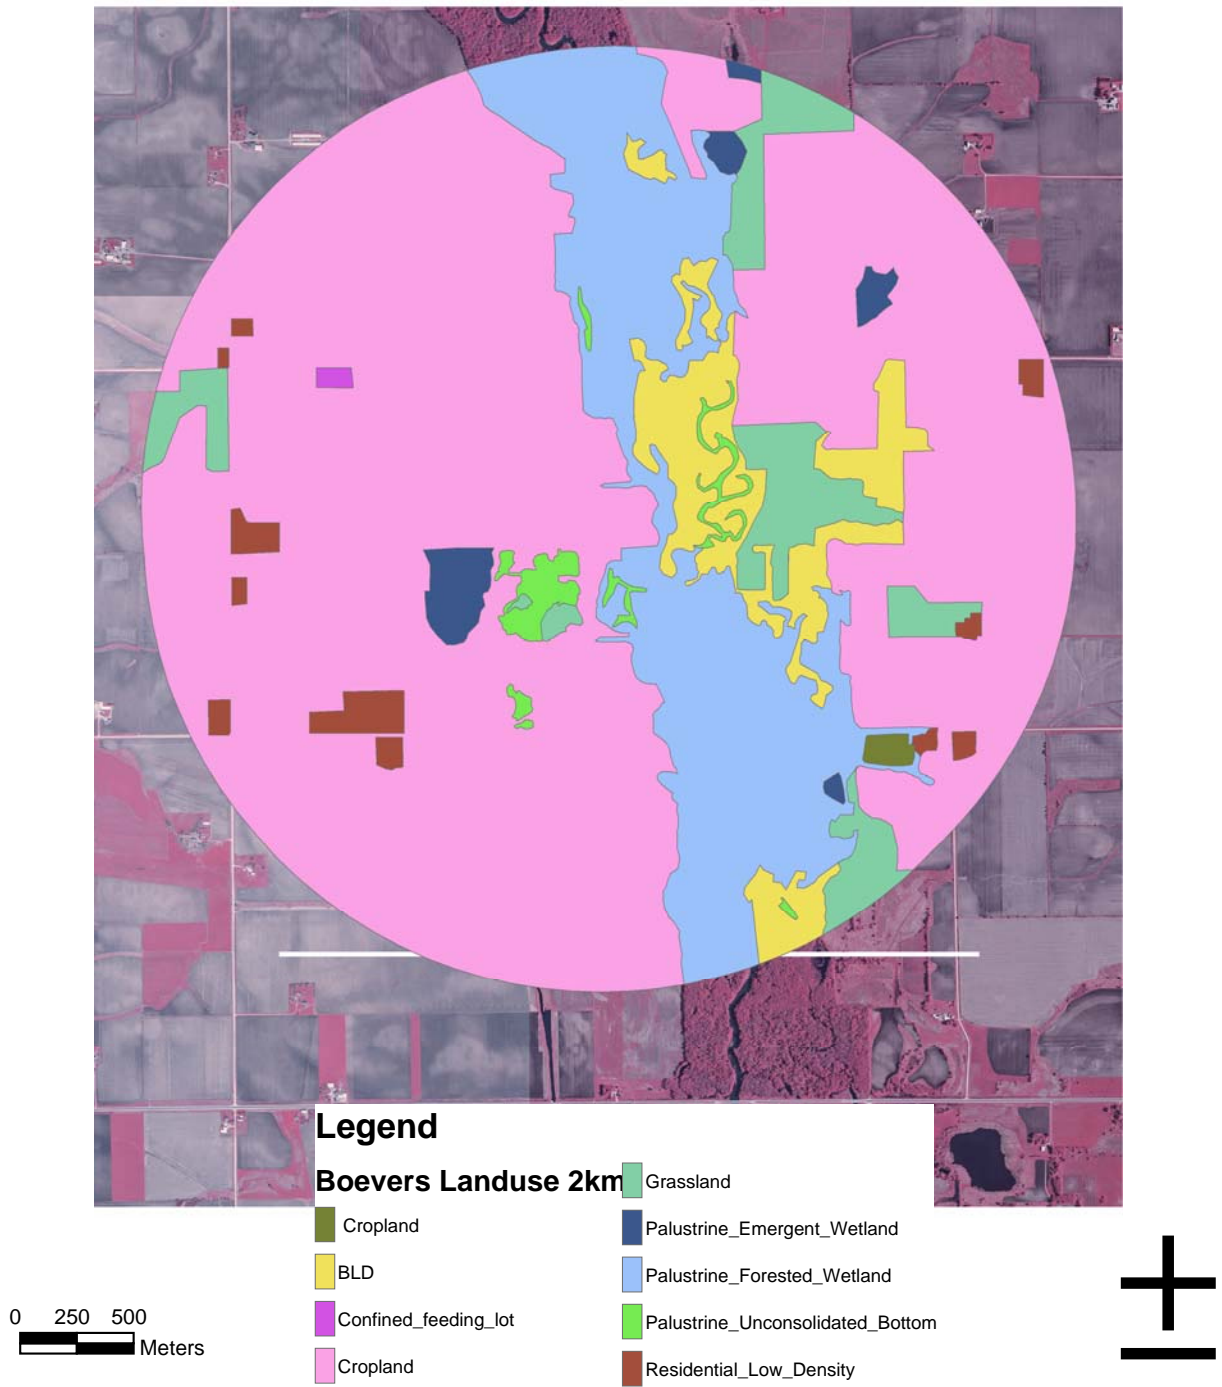 Legend
Boevers Landuse 2km
Cropland
BLD
Confined_feeding_lot
Cropland
Grassland
Palustrine_Emergent_Wetland
Palustrine_Forested_Wetland
Palustrine_Unconsolidated_Bottom
Residential_Low_Density
0 250 500
Meters